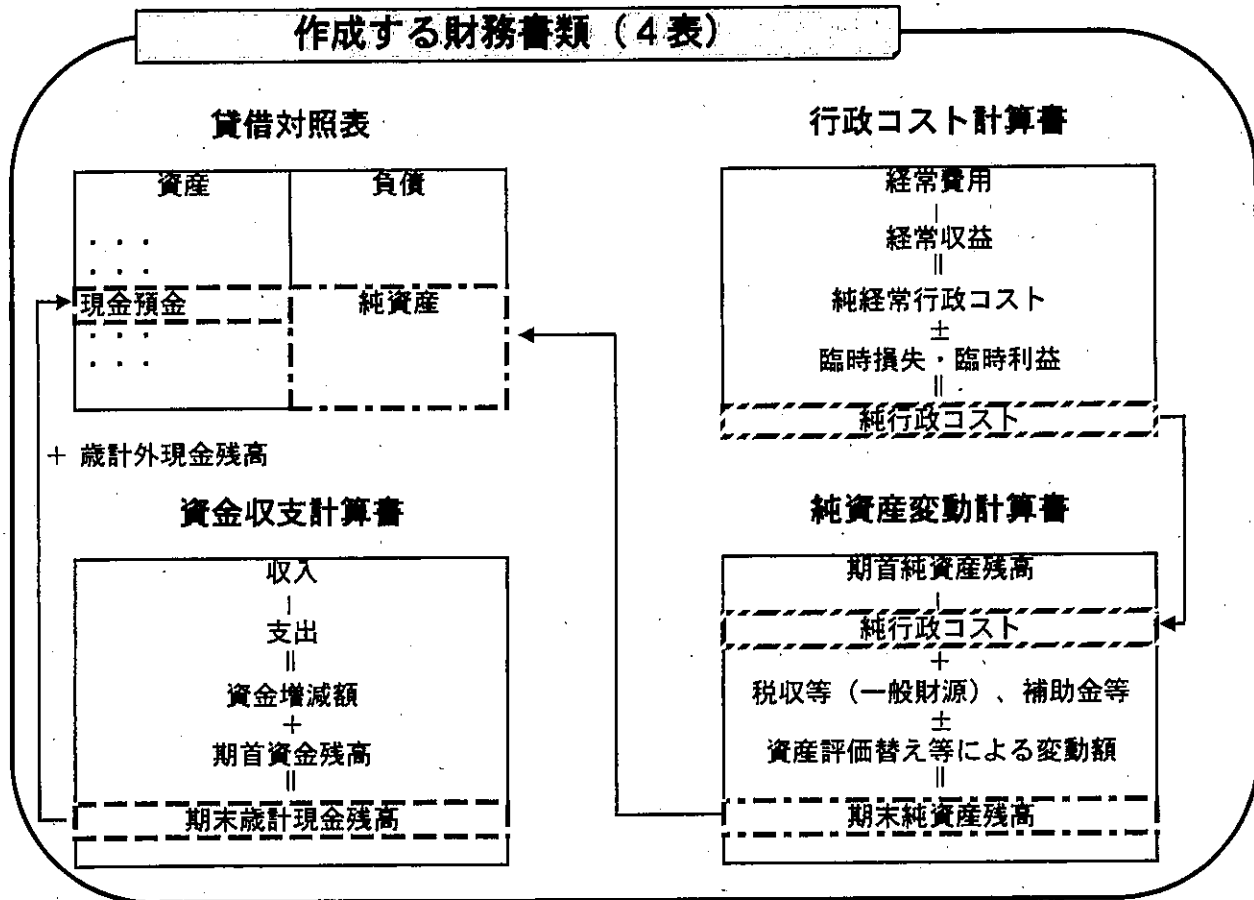 作成する財務書類（４表）
貸借対照表
資産
負債
・・・
・・・
現金預金
純資産
・・・
・・・
＋ 歳計外現金残高
行政コスト計算書
経常費用
－
経常収益
＝
純経常行政コスト
±
臨時損失・臨時利益
＝
純行政コスト
資金収支計算書
収入
－
支出
＝
資金増減額
＋
期首資金残高
＝
期末歳計現金残高
純資産変動計算書
期首純資産残高
－
純行政コスト
＋
税収等（一般財源）、補助金等
±
資産評価替え等による変動額
＝
期末純資産残高